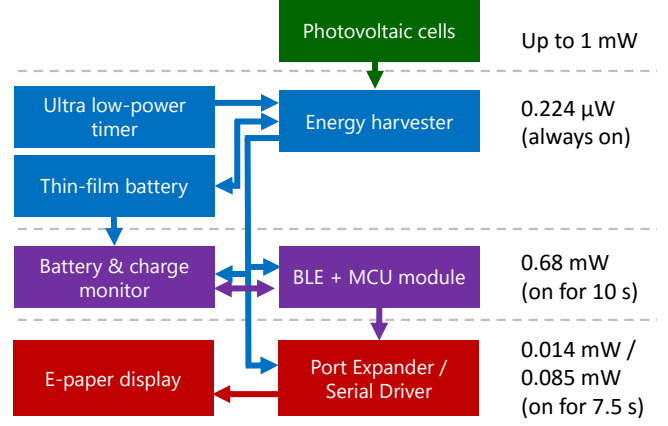 Photovoltaic cells
Up to 1 mW
Ultra low-power
timer
Energy harvester
0.224 µW
(always on)
Thin-film battery
Battery & charge
monitor
BLE + MCU module
0.68 mW
(on for 10 s)
E-paper display
Port Expander /
Serial Driver
0.014 mW /
0.085 mW
(on for 7.5 s)